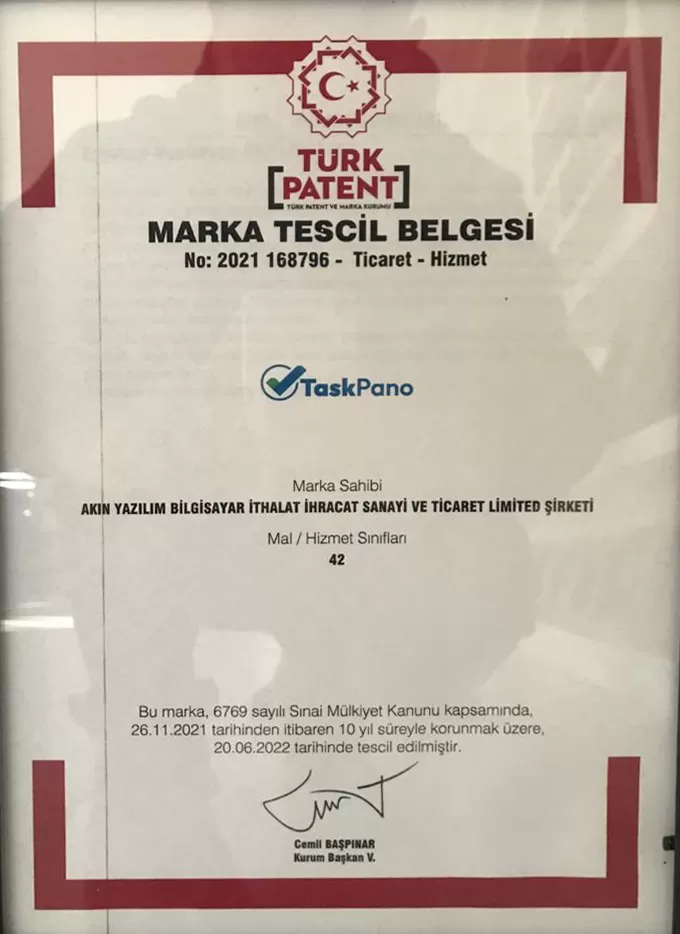 TÜRK
PATENT
TÜRK PATENT VE MARKA KURUMU
MARKA TESCİL BELGESİ
No: 2021 168796 - Ticaret - Hizmet
TaskPano
Marka Sahibi
AKIN YAZILIM BİLGİSAYAR İTHALAT İHRACAT SANAYİ VE TİCARET LİMİTED ŞİRKETİ
Mal / Hizmet Sınıfları
42
Bu marka, 6769 sayılı Sınai Mülkiyet Kanunu kapsamında,
26.11.2021 tarihinden itibaren 10 yıl süreyle korunmak üzere,
20.06.2022 tarihinde tescil edilmiştir.
Cemil BAŞPINAR
Kurum Başkan V.